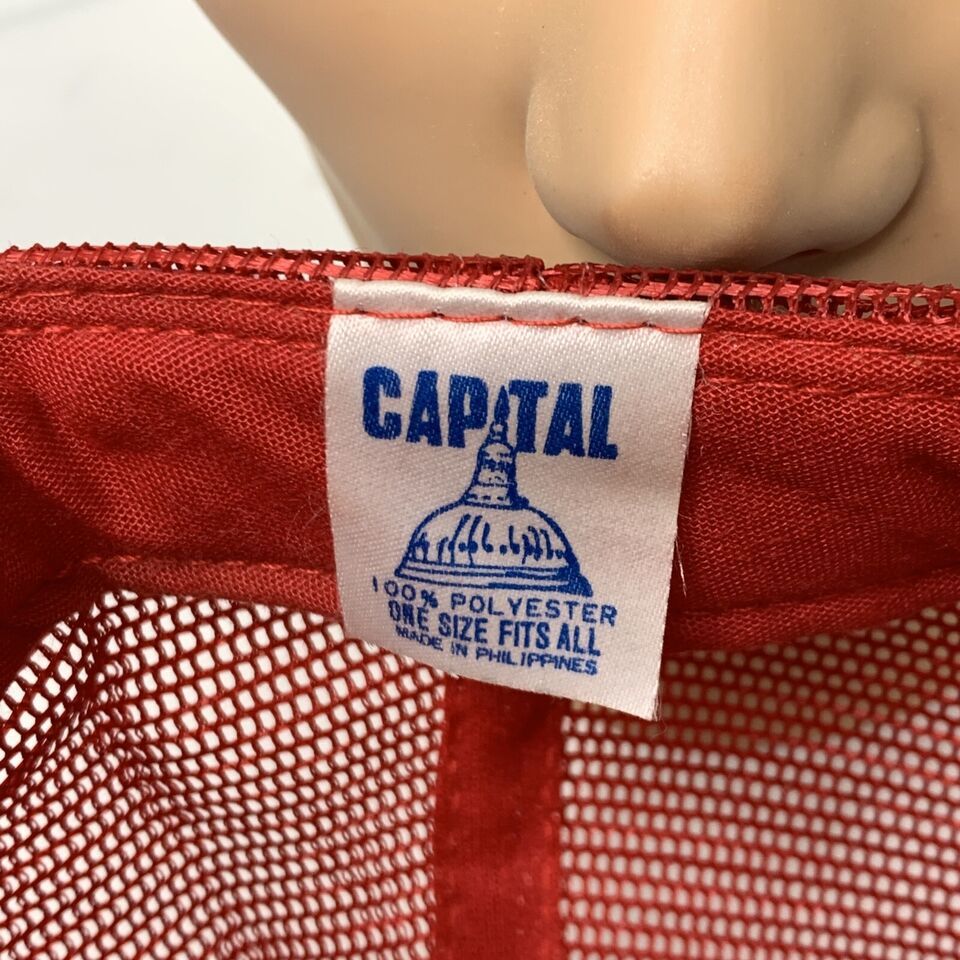 CAPITAL
100% POLYESTER
ONE SIZE FITS ALL
MADE IN PHILIPPINES